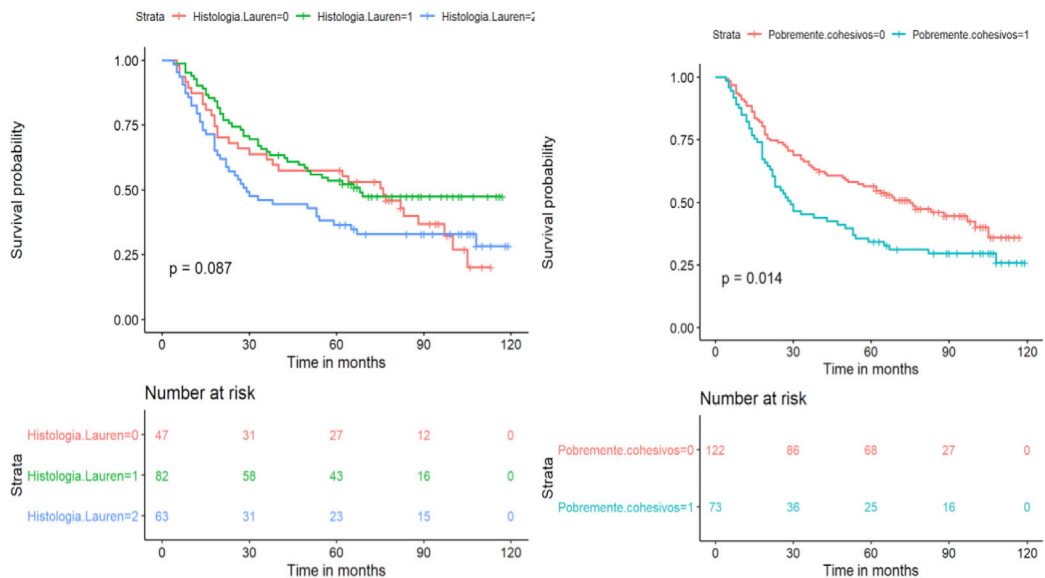 Strata Histologia.Lauren=0 Histologia.Lauren=1 Histologia.Lauren=2
Survival probability
1.00
0.75
0.50
0.25
0.00
p = 0.087
0 30 60 90 120
Time in months
Number at risk
Strata
Histologia.Lauren=0 47 31 27 12 0
Histologia.Lauren=1 82 58 43 16 0
Histologia.Lauren=2 63 31 23 15 0
0 30 60 90 120
Time in months
Strata Pobremente.cohesivos=0 Pobremente.cohesivos=1
Survival probability
1.00
0.75
0.50
0.25
0.00
p = 0.014
0 30 60 90 120
Time in months
Number at risk
Strata
Pobremente.cohesivos=0 122 86 68 27 0
Pobremente.cohesivos=1 73 36 25 16 0
0 30 60 90 120
Time in months